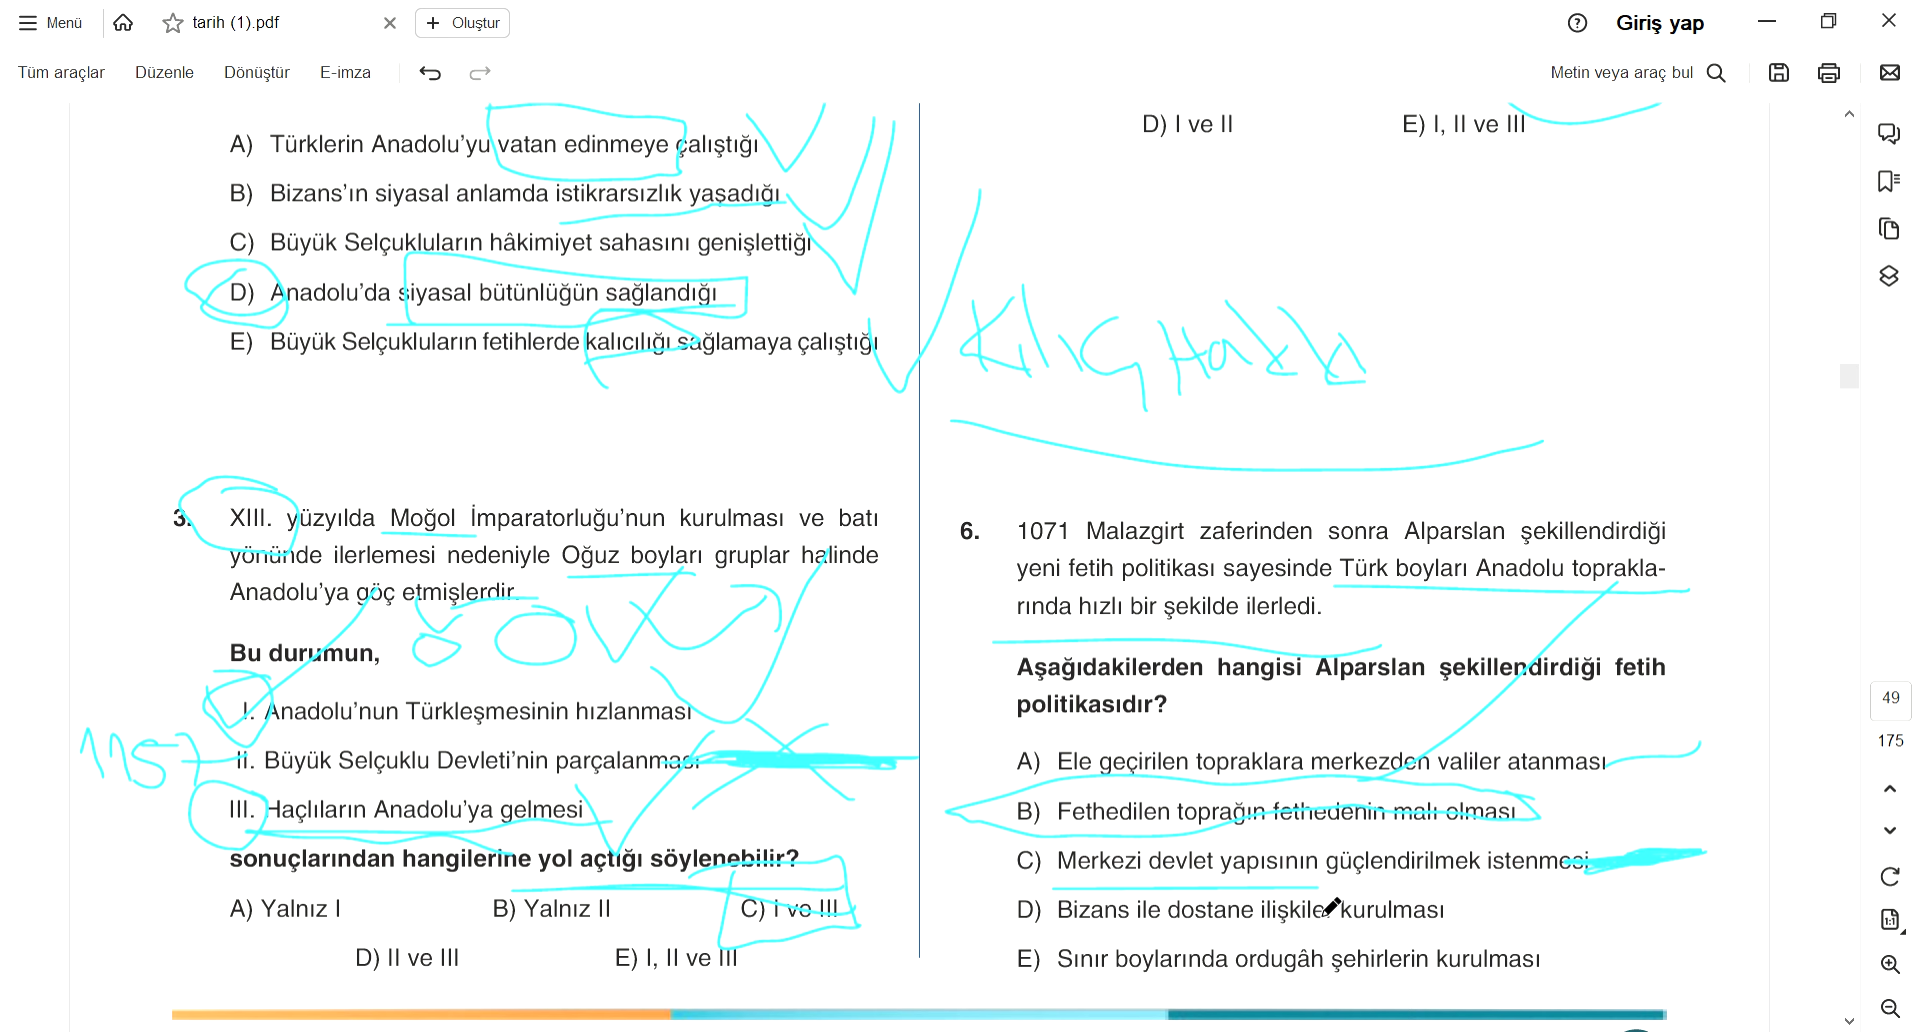 Menü
tarih (1).pdf
Oluştur
Giriş yap
Tüm araçlar
Düzenle
Dönüştür
E-imza
Metin veya araç bul
A) Türklerin Anadolu’yu vatan edinmeye çalıştığı
B) Bizans’ın siyasal anlamda istikrarsızlık yaşadığı
C) Büyük Selçukluların hâkimiyet sahasını genişlettiği
D) Anadolu’da siyasal bütünlüğün sağlandığı
E) Büyük Selçukluların fetihlerde kalıcılığı sağlamaya çalıştığı
3. XIII. yüzyılda Moğol İmparatorluğu’nun kurulması ve batı
yönünde ilerlemesi nedeniyle Oğuz boyları gruplar halinde
Anadolu’ya göç etmişlerdir.
Bu durumun,
I. Anadolu’nun Türkleşmesinin hızlanması
1157
II. Büyük Selçuklu Devleti’nin parçalanması
III. Haçlıların Anadolu’ya gelmesi
sonuçlarından hangilerine yol açtığı söylenebilir?
A) Yalnız I
B) Yalnız II
C) I ve III
D) II ve III
E) I, II ve III
D) I ve II
E) I, II ve III
Kılıç Hakkı
6. 1071 Malazgirt zaferinden sonra Alparslan şekillendirdiği
yeni fetih politikası sayesinde Türk boyları Anadolu toprakla-
rında hızlı bir şekilde ilerledi.
Aşağıdakilerden hangisi Alparslan şekillendirdiği fetih
politikasıdır?
A) Ele geçirilen topraklara merkezden valiler atanması
B) Fethedilen toprağın fethedenin malı olması
C) Merkezi devlet yapısının güçlendirilmek istenmesi
D) Bizans ile dostane ilişkiler kurulması
E) Sınır boylarında ordugâh şehirlerin kurulması
49
175
1:1